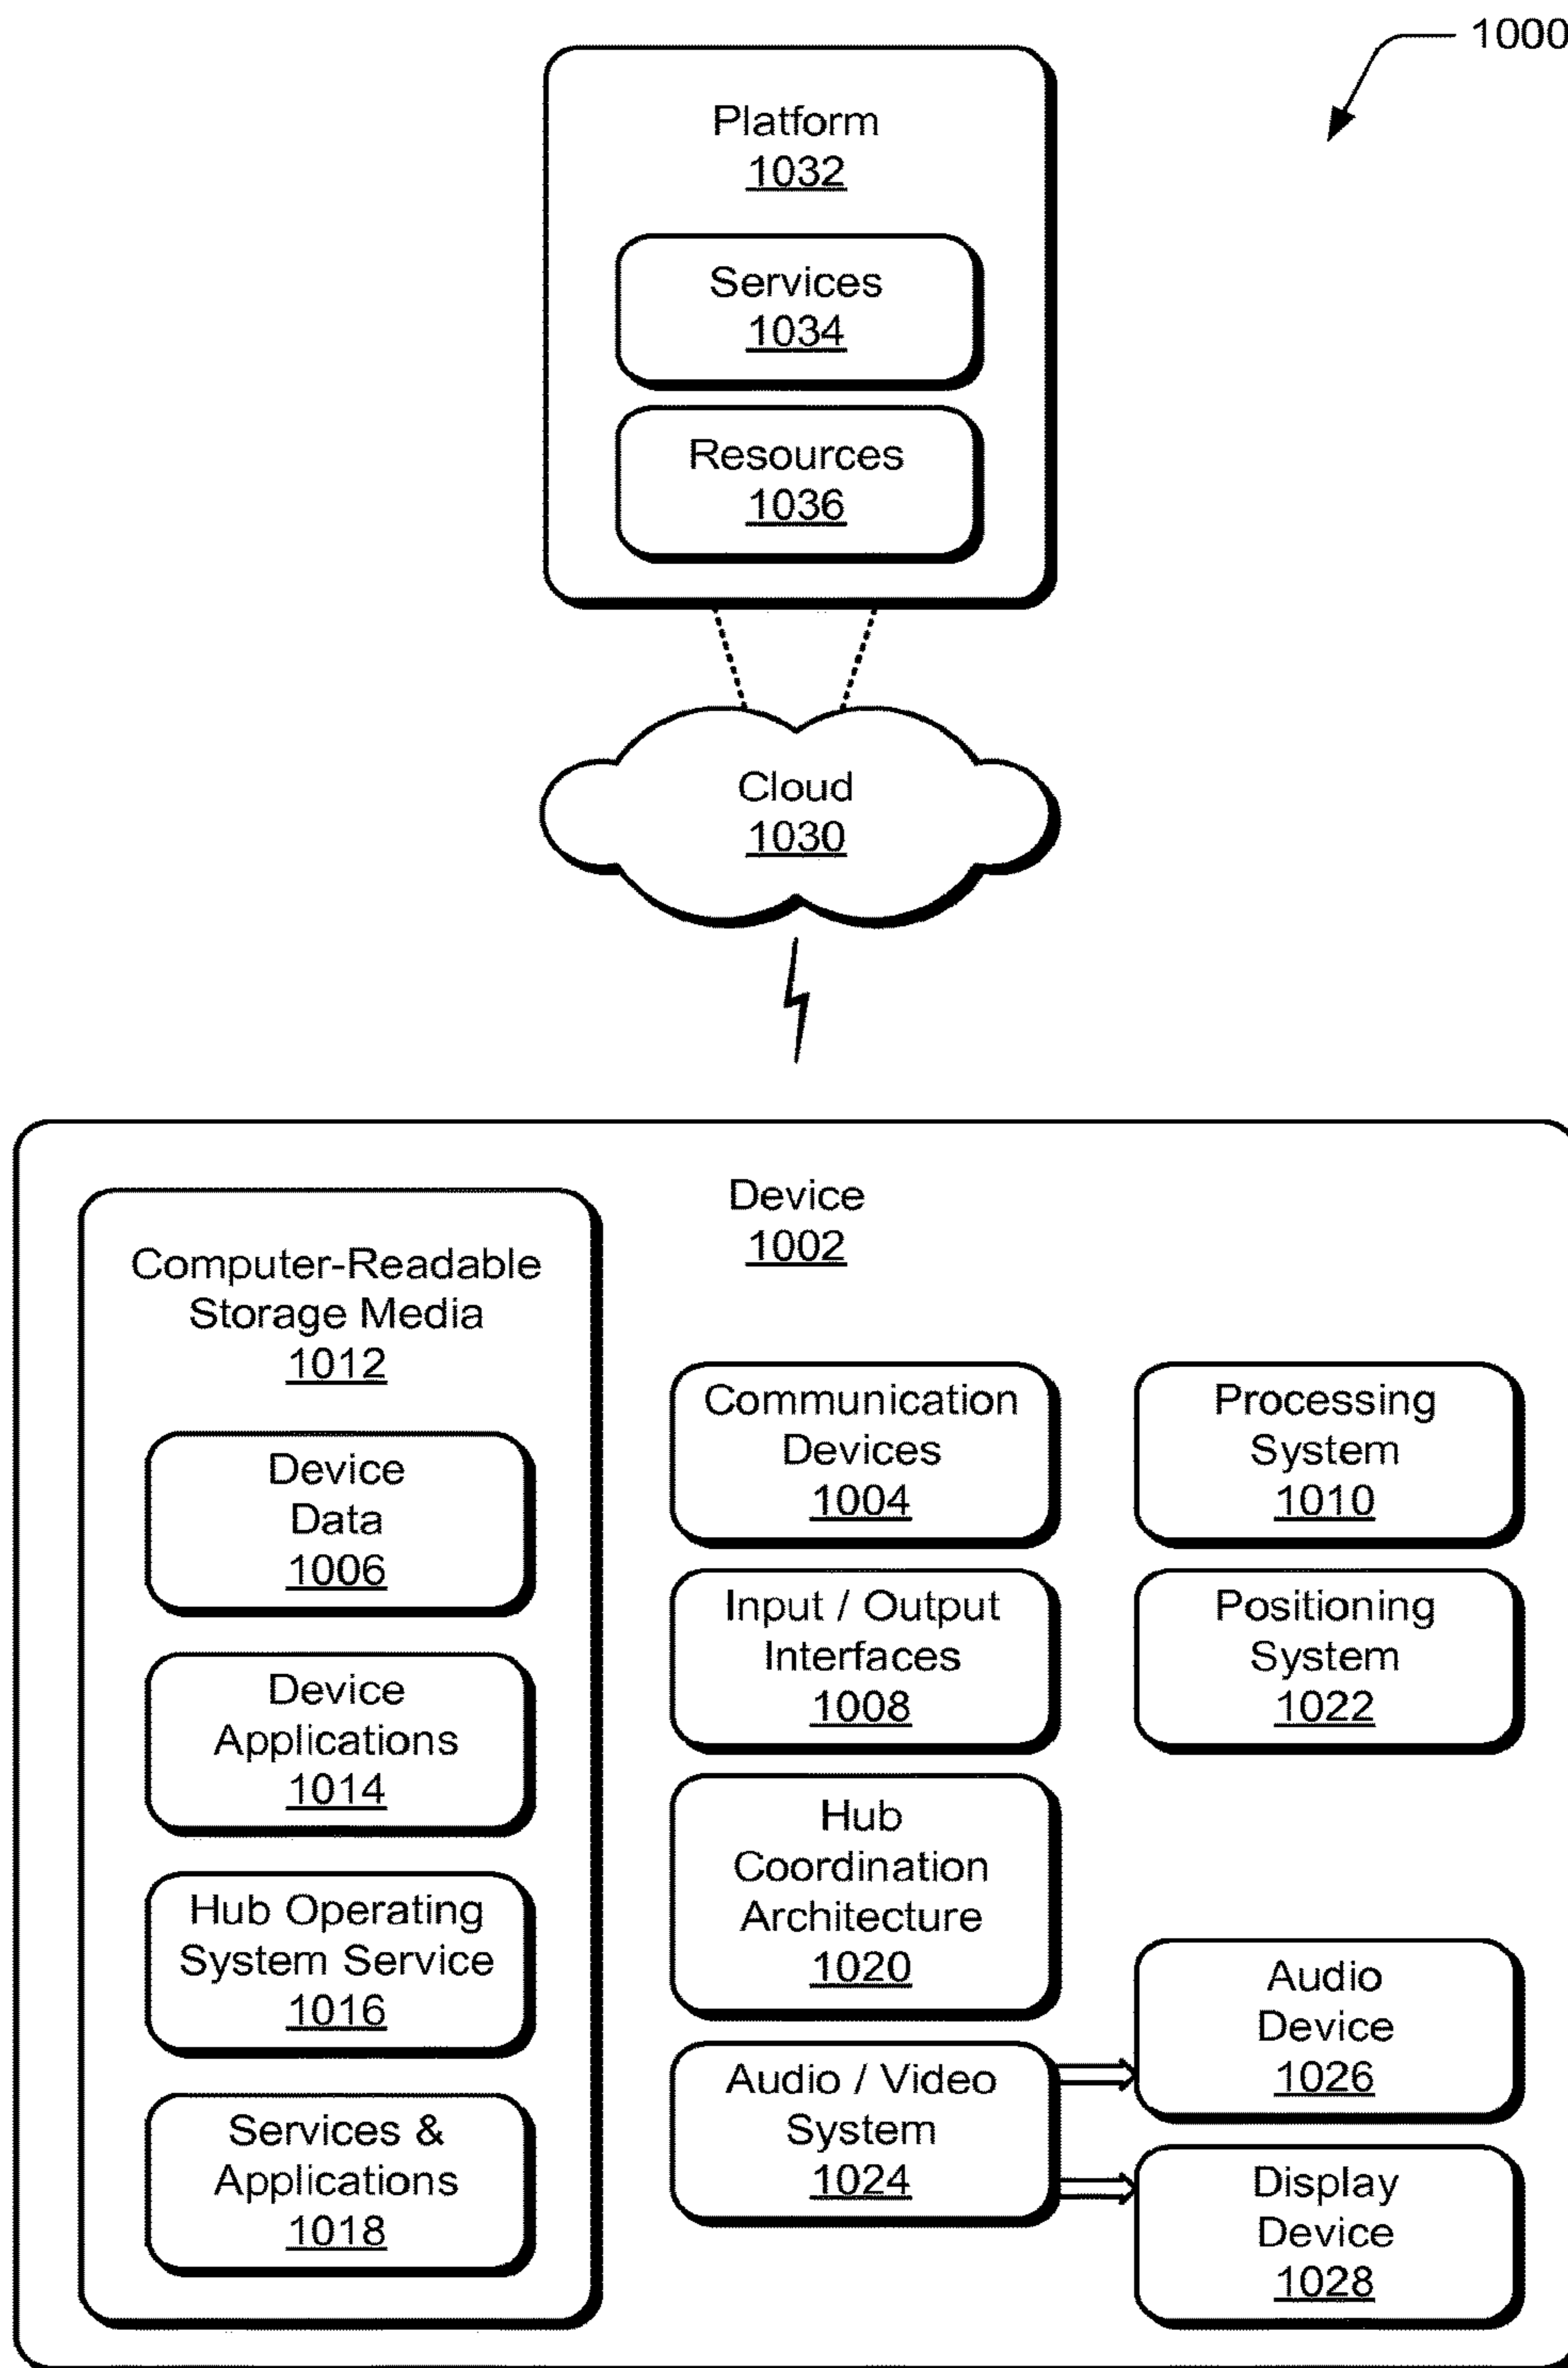 1000
Platform
1032
Services
1034
Resources
1036
Cloud
1030
Device
1002
Computer-Readable
Storage Media
1012
Device
Data
1006
Device
Applications
1014
Hub Operating
System Service
1016
Services &
Applications
1018
Communication
Devices
1004
Input / Output
Interfaces
1008
Hub
Coordination
Architecture
1020
Audio / Video
System
1024
Processing
System
1010
Positioning
System
1022
Audio
Device
1026
Display
Device
1028